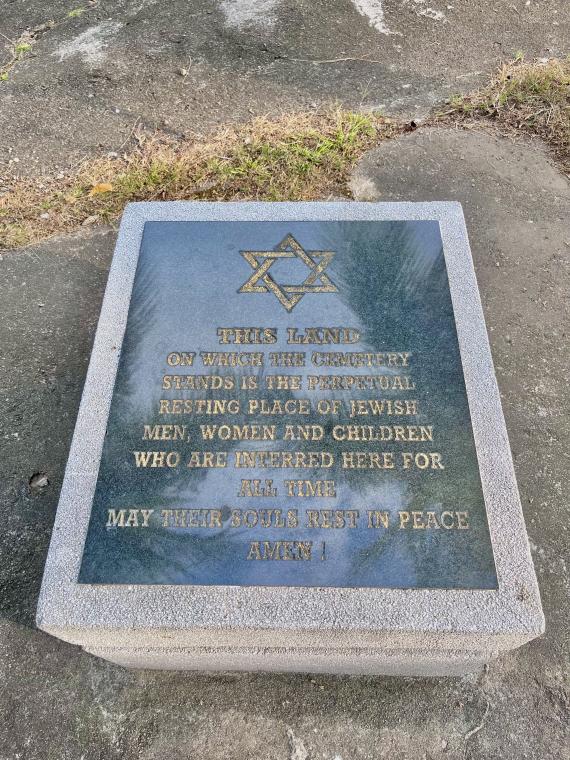 THIS LAND
ON WHICH THE CEMETERY
STANDS IS THE PERPETUAL
RESTING PLACE OF JEWISH
MEN, WOMEN AND CHILDREN
WHO ARE INTERRED HERE FOR
ALL TIME
MAY THEIR SOULS REST IN PEACE
AMEN !